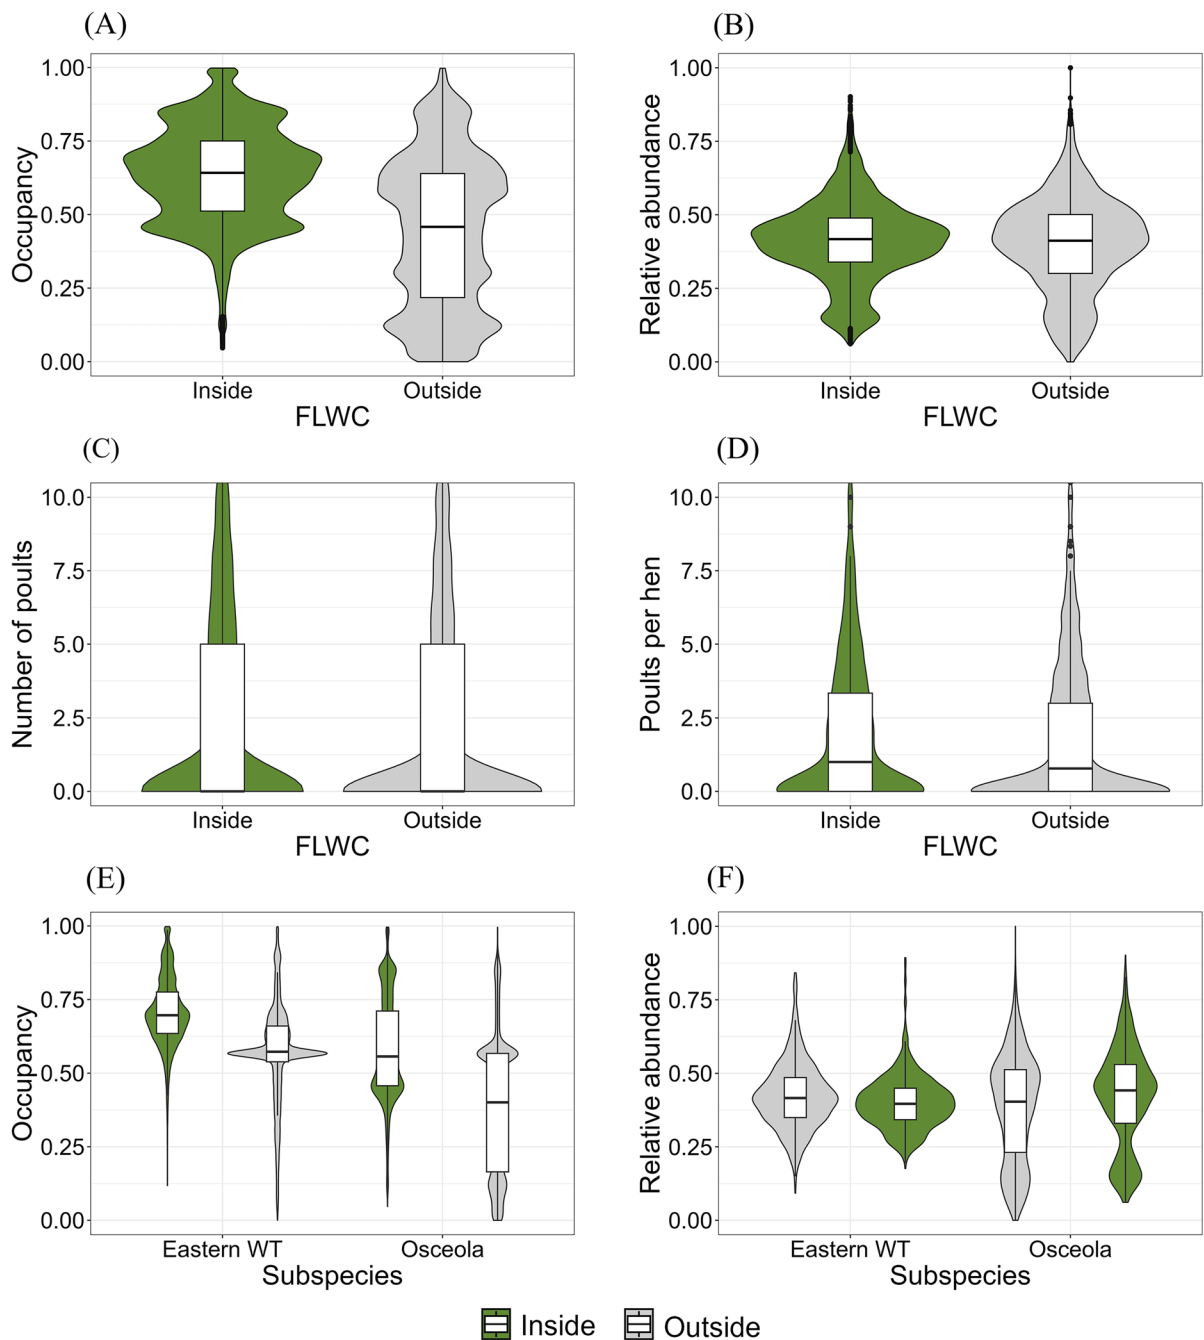 (A)
Occupancy
1.00
0.75
0.50
0.25
0.00
Inside
Outside
FLWC
(B)
Relative abundance
1.00
0.75
0.50
0.25
0.00
Inside
Outside
FLWC
(C)
Number of poults
10.0
7.5
5.0
2.5
0.0
Inside
Outside
FLWC
(D)
Poults per hen
10.0
7.5
5.0
2.5
0.0
Inside
Outside
FLWC
(E)
Occupancy
1.00
0.75
0.50
0.25
0.00
Eastern WT
Osceola
Subspecies
(F)
Relative abundance
1.00
0.75
0.50
0.25
0.00
Eastern WT
Osceola
Subspecies
Inside
Outside